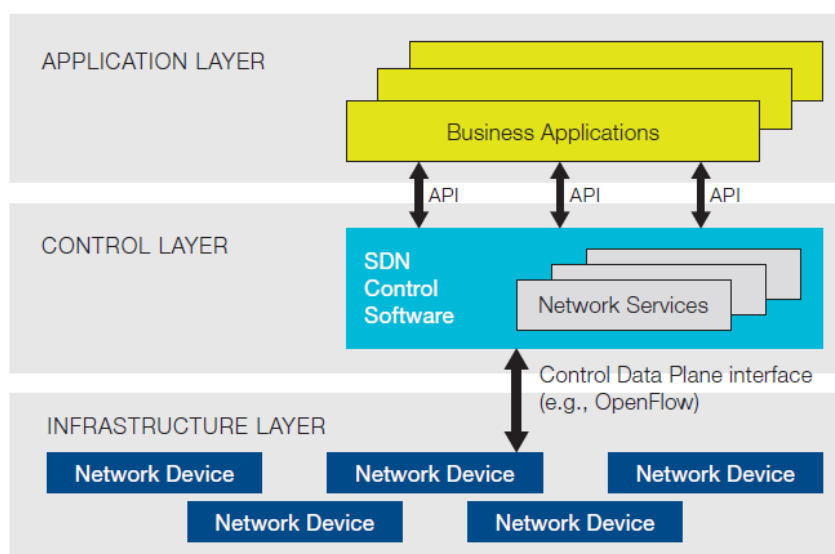 APPLICATION LAYER
Business Applications
API API API
CONTROL LAYER
SDN
Control
Software
Network Services
Control Data Plane interface
(e.g., OpenFlow)
INFRASTRUCTURE LAYER
Network Device Network Device Network Device
Network Device Network Device